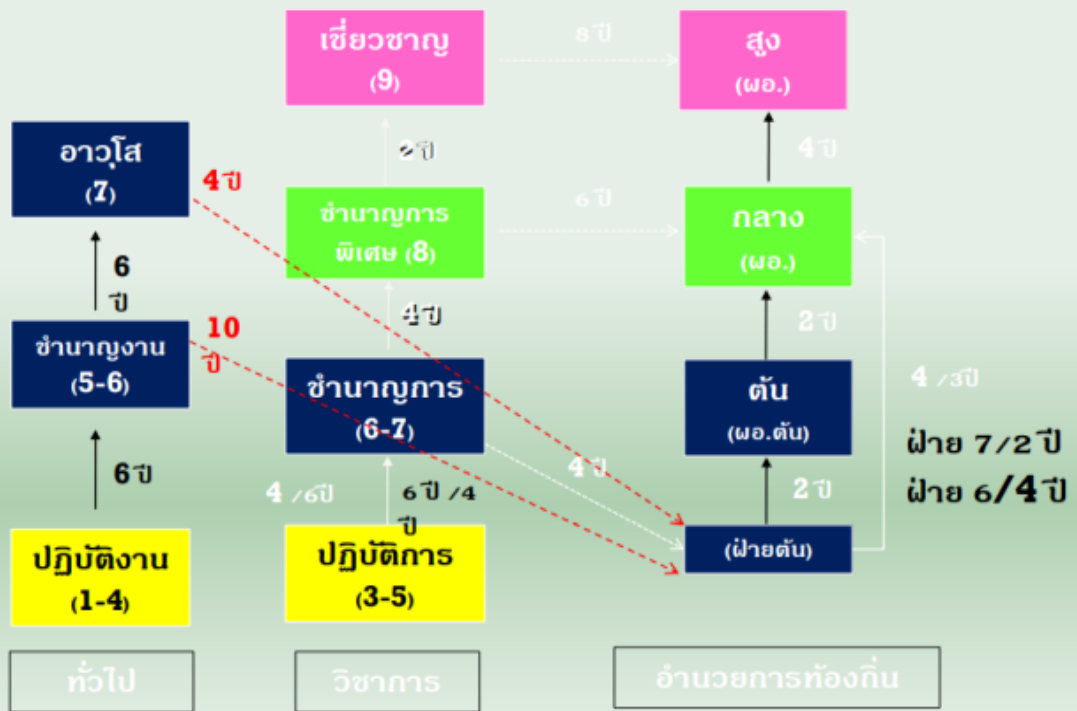 เชี่ยวชาญ
(9)
8 ปี
สูง
(ผอ.)
อาวุโส
(7)
4 ปี
2 ปี
4 ปี
ชำนาญการ
พิเศษ (8)
6 ปี
กลาง
(ผอ.)
6
ปี
ชำนาญงาน
(5-6)
10
ปี
4 ปี
2 ปี
ชำนาญการ
(6-7)
ต้น
(ผอ.ต้น)
4 /3ปี
ฝ่าย 7/2 ปี
ฝ่าย 6/4 ปี
6 ปี
4 /6ปี
6 ปี /4
ปี
4 ปี
2 ปี
ปฏิบัติงาน
(1-4)
ปฏิบัติการ
(3-5)
(ฝ่ายต้น)
ทั่วไป
วิชาการ
อำนวยการท้องถิ่น